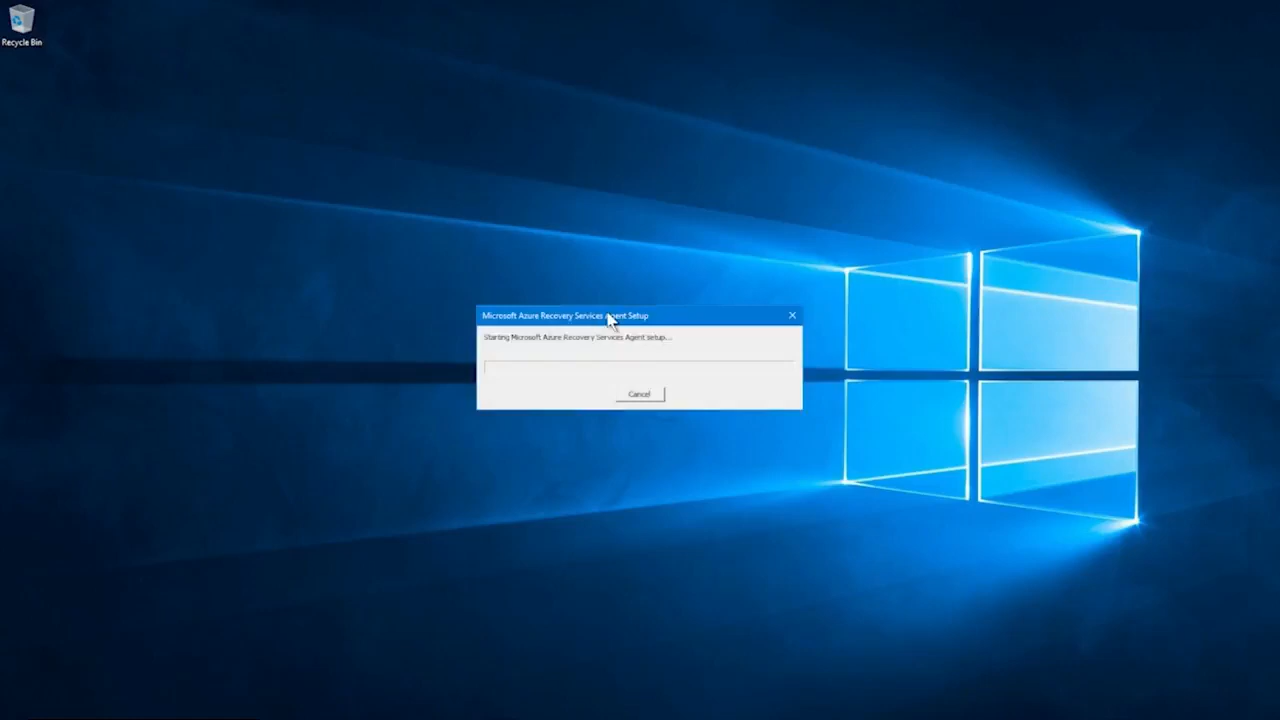 Recycle Bin
Microsoft Azure Recovery Services Agent Setup
Starting Microsoft Azure Recovery Services Agent setup...
Cancel